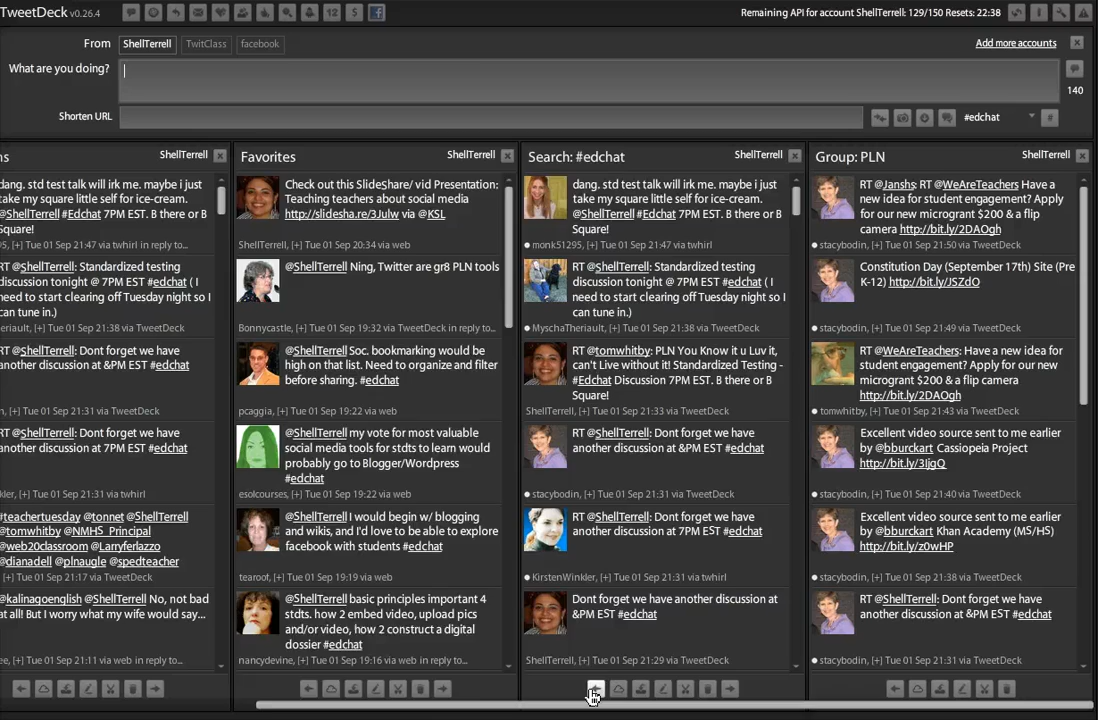 TweetDeck v0.26.4
12
$
Remaining API for account ShellTerrell: 129/150 Resets: 22:38
From
ShellTerrell
TwitClass
facebook
Add more accounts
What are you doing?
140
Shorten URL
#edchat
#
ns
ShellTerrell
dang. std test talk will irk me. maybe i just
take my square little self for ice-cream.
@ShellTerrell #Edchat 7PM EST. B there or B
Square!
95, [+] Tue 01 Sep 21:47 via twhirl in reply to...
RT @ShellTerrell: Standardized testing
discussion tonight @ 7PM EST #edchat ( I
need to start clearing off Tuesday night so I
can tune in.)
eriault, [+] Tue 01 Sep 21:38 via TweetDeck
RT @ShellTerrell: Dont forget we have
another discussion at &PM EST #edchat
n, [+] Tue 01 Sep 21:31 via TweetDeck
RT @ShellTerrell: Dont forget we have
another discussion at &PM EST #edchat
kler, [+] Tue 01 Sep 21:31 via twhirl
#teachertuesday @tonnet @ShellTerrell
@tomwhitby @NMHS_Principal
@web20classroom @Larryferlazzo
@dianadell @plnaugle @spedteacher
[+] Tue 01 Sep 21:17 via TweetDeck
@kalinagoenglish @ShellTerrell No, not bad
at all! But I worry what my wife would say...
ee, [+] Tue 01 Sep 21:11 via web in reply to...
Favorites
ShellTerrell
Check out this SlideShare/ vid Presentation:
Teaching teachers about social media
http://slidesha.re/3Julw via @KSL
ShellTerrell, [+] Tue 01 Sep 20:34 via web
@ShellTerrell Ning, Twitter are gr8 PLN tools
Bonnycastle, [+] Tue 01 Sep 19:32 via TweetDeck in reply to...
@ShellTerrell Soc. bookmarking would be
high on that list. Need to organize and filter
before sharing. #edchat
pcaggia, [+] Tue 01 Sep 19:22 via web
@ShellTerrell my vote for most valuable
social media tools for stdts to learn would
probably go to Blogger/Wordpress
#edchat
esolcourses, [+] Tue 01 Sep 19:22 via web
@ShellTerrell I would begin w/ blogging
and wikis, and I'd love to be able to explore
facebook with students #edchat
tearoot, [+] Tue 01 Sep 19:19 via web
@ShellTerrell basic principles important 4
stdts. how 2 embed video, upload pics
and/or video, how 2 construct a digital
dossier #edchat
nancydevine, [+] Tue 01 Sep 19:16 via web in reply to...
Search: #edchat
ShellTerrell
dang. std test talk will irk me. maybe i just
take my square little self for ice-cream.
@ShellTerrell #Edchat 7PM EST. B there or B
Square!
monk51295, [+] Tue 01 Sep 21:47 via twhirl
RT @ShellTerrell: Standardized testing
discussion tonight @ 7PM EST #edchat ( I
need to start clearing off Tuesday night so I
can tune in.)
MyschaTheriault, [+] Tue 01 Sep 21:38 via TweetDeck
RT @tomwhitby: PLN You Know it u Luv it,
can't Live without it! Standardized Testing -
#Edchat Discussion 7PM EST. B there or B
Square!
ShellTerrell, [+] Tue 01 Sep 21:33 via TweetDeck
RT @ShellTerrell: Dont forget we have
another discussion at &PM EST #edchat
stacybodin, [+] Tue 01 Sep 21:31 via TweetDeck
RT @ShellTerrell: Dont forget we have
another discussion at 7PM EST #edchat
KirstenWinkler, [+] Tue 01 Sep 21:31 via twhirl
Dont forget we have another discussion at
&PM EST #edchat
ShellTerrell, [+] Tue 01 Sep 21:29 via TweetDeck
Group: PLN
ShellTerrell
RT @Janshs: RT @WeAreTeachers Have a
new idea for student engagement? Apply
for our new microgrant $200 & a flip
camera http://bit.ly/2DAOgh
stacybodin, [+] Tue 01 Sep 21:50 via TweetDeck
Constitution Day (September 17th) Site (Pre
K-12) http://bit.ly/JSZdO
stacybodin, [+] Tue 01 Sep 21:49 via TweetDeck
RT @WeAreTeachers: Have a new idea for
student engagement? Apply for our new
microgrant $200 & a flip camera
http://bit.ly/2DAOgh
tomwhitby, [+] Tue 01 Sep 21:43 via TweetDeck
Excellent video source sent to me earlier
by @bburckart Cassiopeia Project
http://bit.ly/3IjgQ
stacybodin, [+] Tue 01 Sep 21:40 via TweetDeck
Excellent video source sent to me earlier
by @bburckart Khan Academy (MS/HS)
http://bit.ly/z0wHP
stacybodin, [+] Tue 01 Sep 21:38 via TweetDeck
RT @ShellTerrell: Dont forget we have
another discussion at &PM EST #edchat
stacybodin, [+] Tue 01 Sep 21:31 via TweetDeck